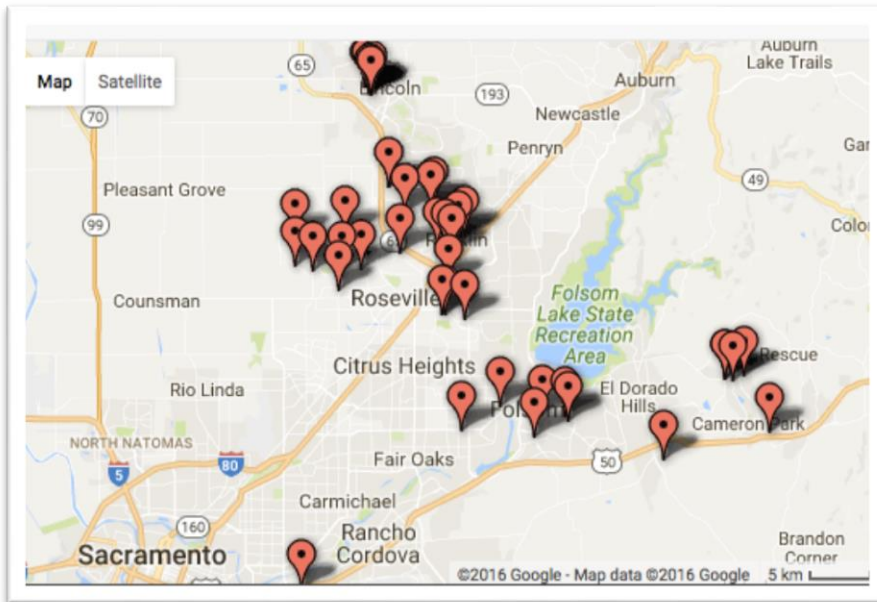 Map
Satellite
65
Auburn
Lake Trails
Lincoln
193
Auburn
70
Newcastle
Penryn
Pleasant Grove
49
99
Counsman
Roseville
Folsom
Lake State
Recreation
Area
Citrus Heights
Rescue
Rio Linda
El Dorado
Hills
Folsom
Cameron Park
NORTH NATOMAS
5
80
Fair Oaks
50
Carmichael
160
Rancho
Cordova
Sacramento
Brandon
Corner
©2016 Google - Map data ©2016 Google
5 km